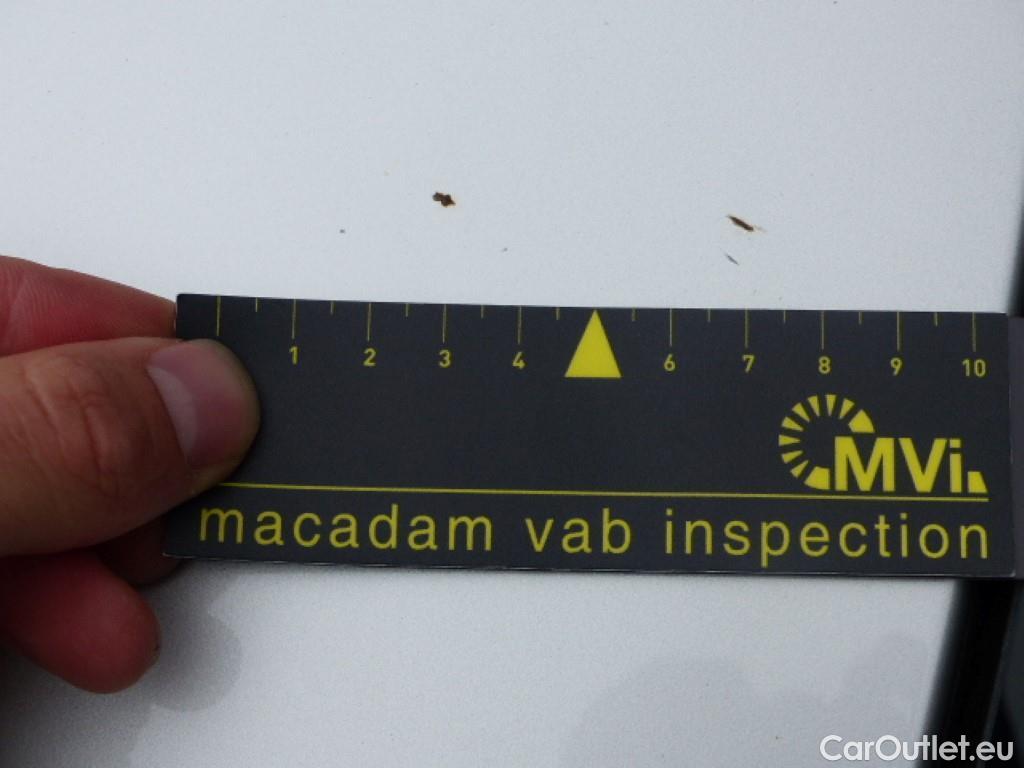 1 2 3 4 6 7 8 9 10
MVi
macadam vab inspection
CarOutlet.eu